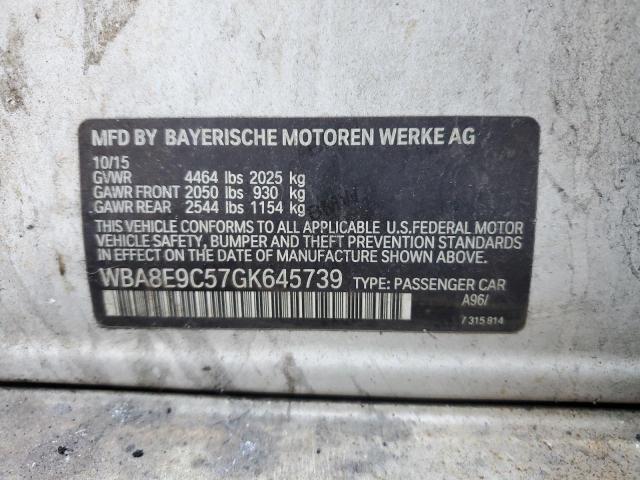 MFD BY BAYERISCHE MOTOREN WERKE AG
10/15
GVWR 4464 lbs 2025 kg
GAWR FRONT 2050 lbs 930 kg
GAWR REAR 2544 lbs 1154 kg
THIS VEHICLE CONFORMS TO ALL APPLICABLE U.S.FEDERAL MOTOR
VEHICLE SAFETY, BUMPER AND THEFT PREVENTION STANDARDS
IN EFFECT ON THE DATE OF MANUFACTURE SHOWN ABOVE.
WBA8E9C57GK645739 TYPE: PASSENGER CAR
A96/
7 315 814